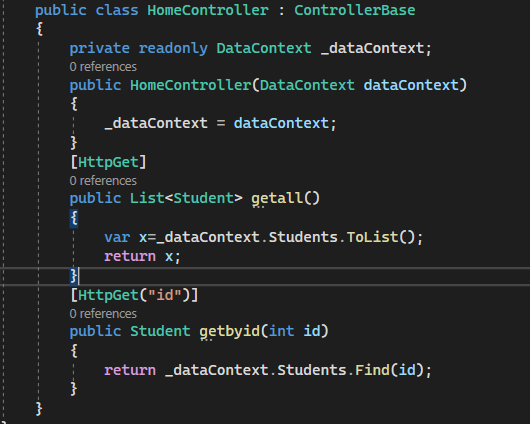 public class HomeController : ControllerBase
{
private readonly DataContext _dataContext;
0 references
public HomeController(DataContext dataContext)
{
_dataContext = dataContext;
}
[HttpGet]
0 references
public List<Student> getall()
{
var x=_dataContext.Students.ToList();
return x;
}
[HttpGet("id")]
0 references
public Student getbyid(int id)
{
return _dataContext.Students.Find(id);
}
}